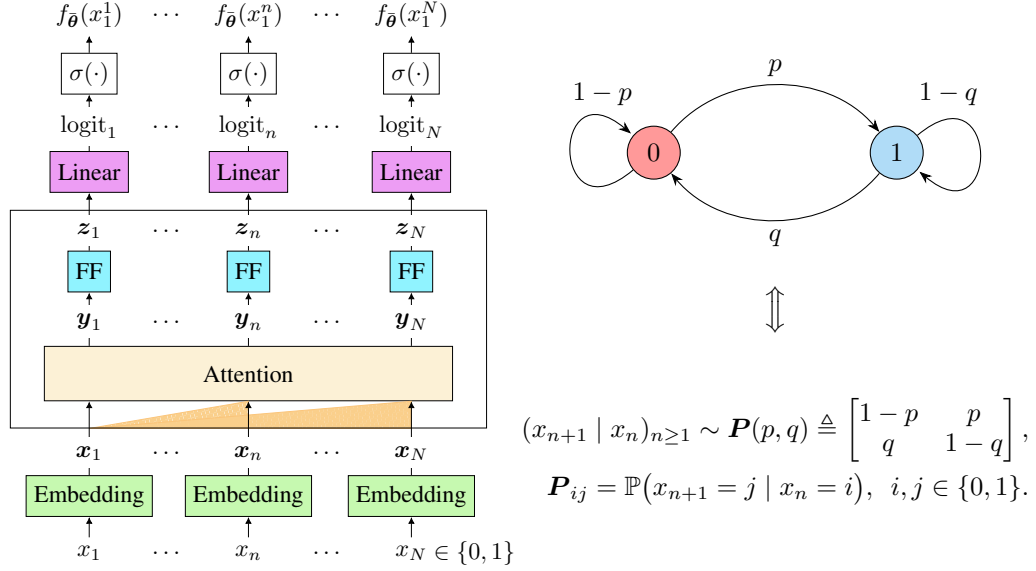 f_θ̄(x_1^1) ⋯ f_θ̄(x_1^n) ⋯ f_θ̄(x_1^N)
σ(·) σ(·) σ(·)
logit_1 ⋯ logit_n ⋯ logit_N
Linear Linear Linear
z_1 ⋯ z_n ⋯ z_N
FF FF FF
y_1 ⋯ y_n ⋯ y_N
Attention
x_1 ⋯ x_n ⋯ x_N
Embedding Embedding Embedding
x_1 ⋯ x_n ⋯ x_N ∈ {0, 1}
p
1 − p 1 − q
0 1
q
⇕
(x_{n+1} | x_n)_{n≥1} ∼ P(p, q) ≜ [1 − p p
q 1 − q],
P_{ij} = ℙ(x_{n+1} = j | x_n = i), i, j ∈ {0, 1}.